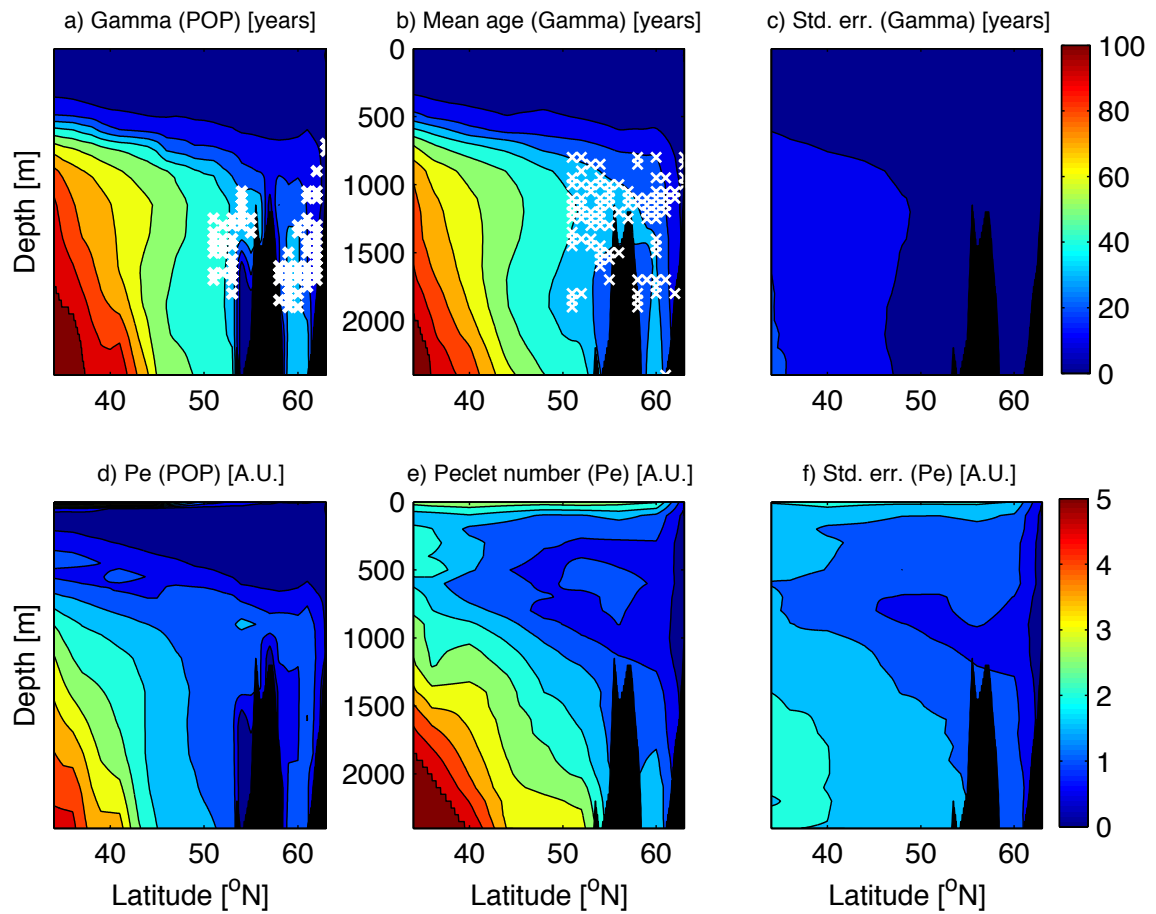 a) Gamma (POP) [years]
b) Mean age (Gamma) [years]
c) Std. err. (Gamma) [years]
Depth [m]
0
500
1000
1500
2000
40 50 60
40 50 60
40 50 60
100
80
60
40
20
0
d) Pe (POP) [A.U.]
e) Peclet number (Pe) [A.U.]
f) Std. err. (Pe) [A.U.]
Depth [m]
0
500
1000
1500
2000
40 50 60
40 50 60
40 50 60
5
4
3
2
1
0
Latitude [°N]
Latitude [°N]
Latitude [°N]